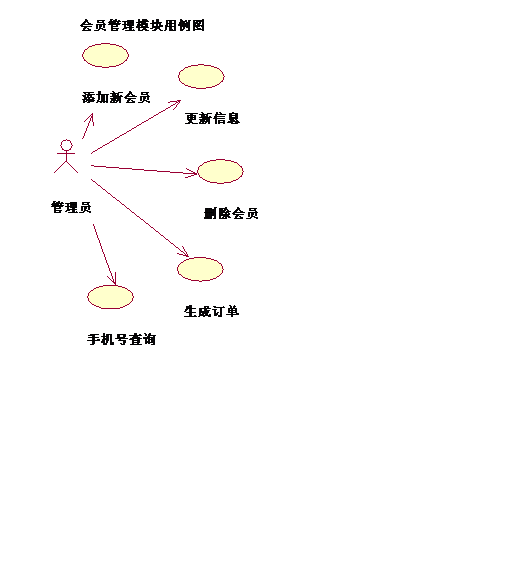 会员管理模块用例图
添加新会员
更新信息
管理员
删除会员
生成订单
手机号查询